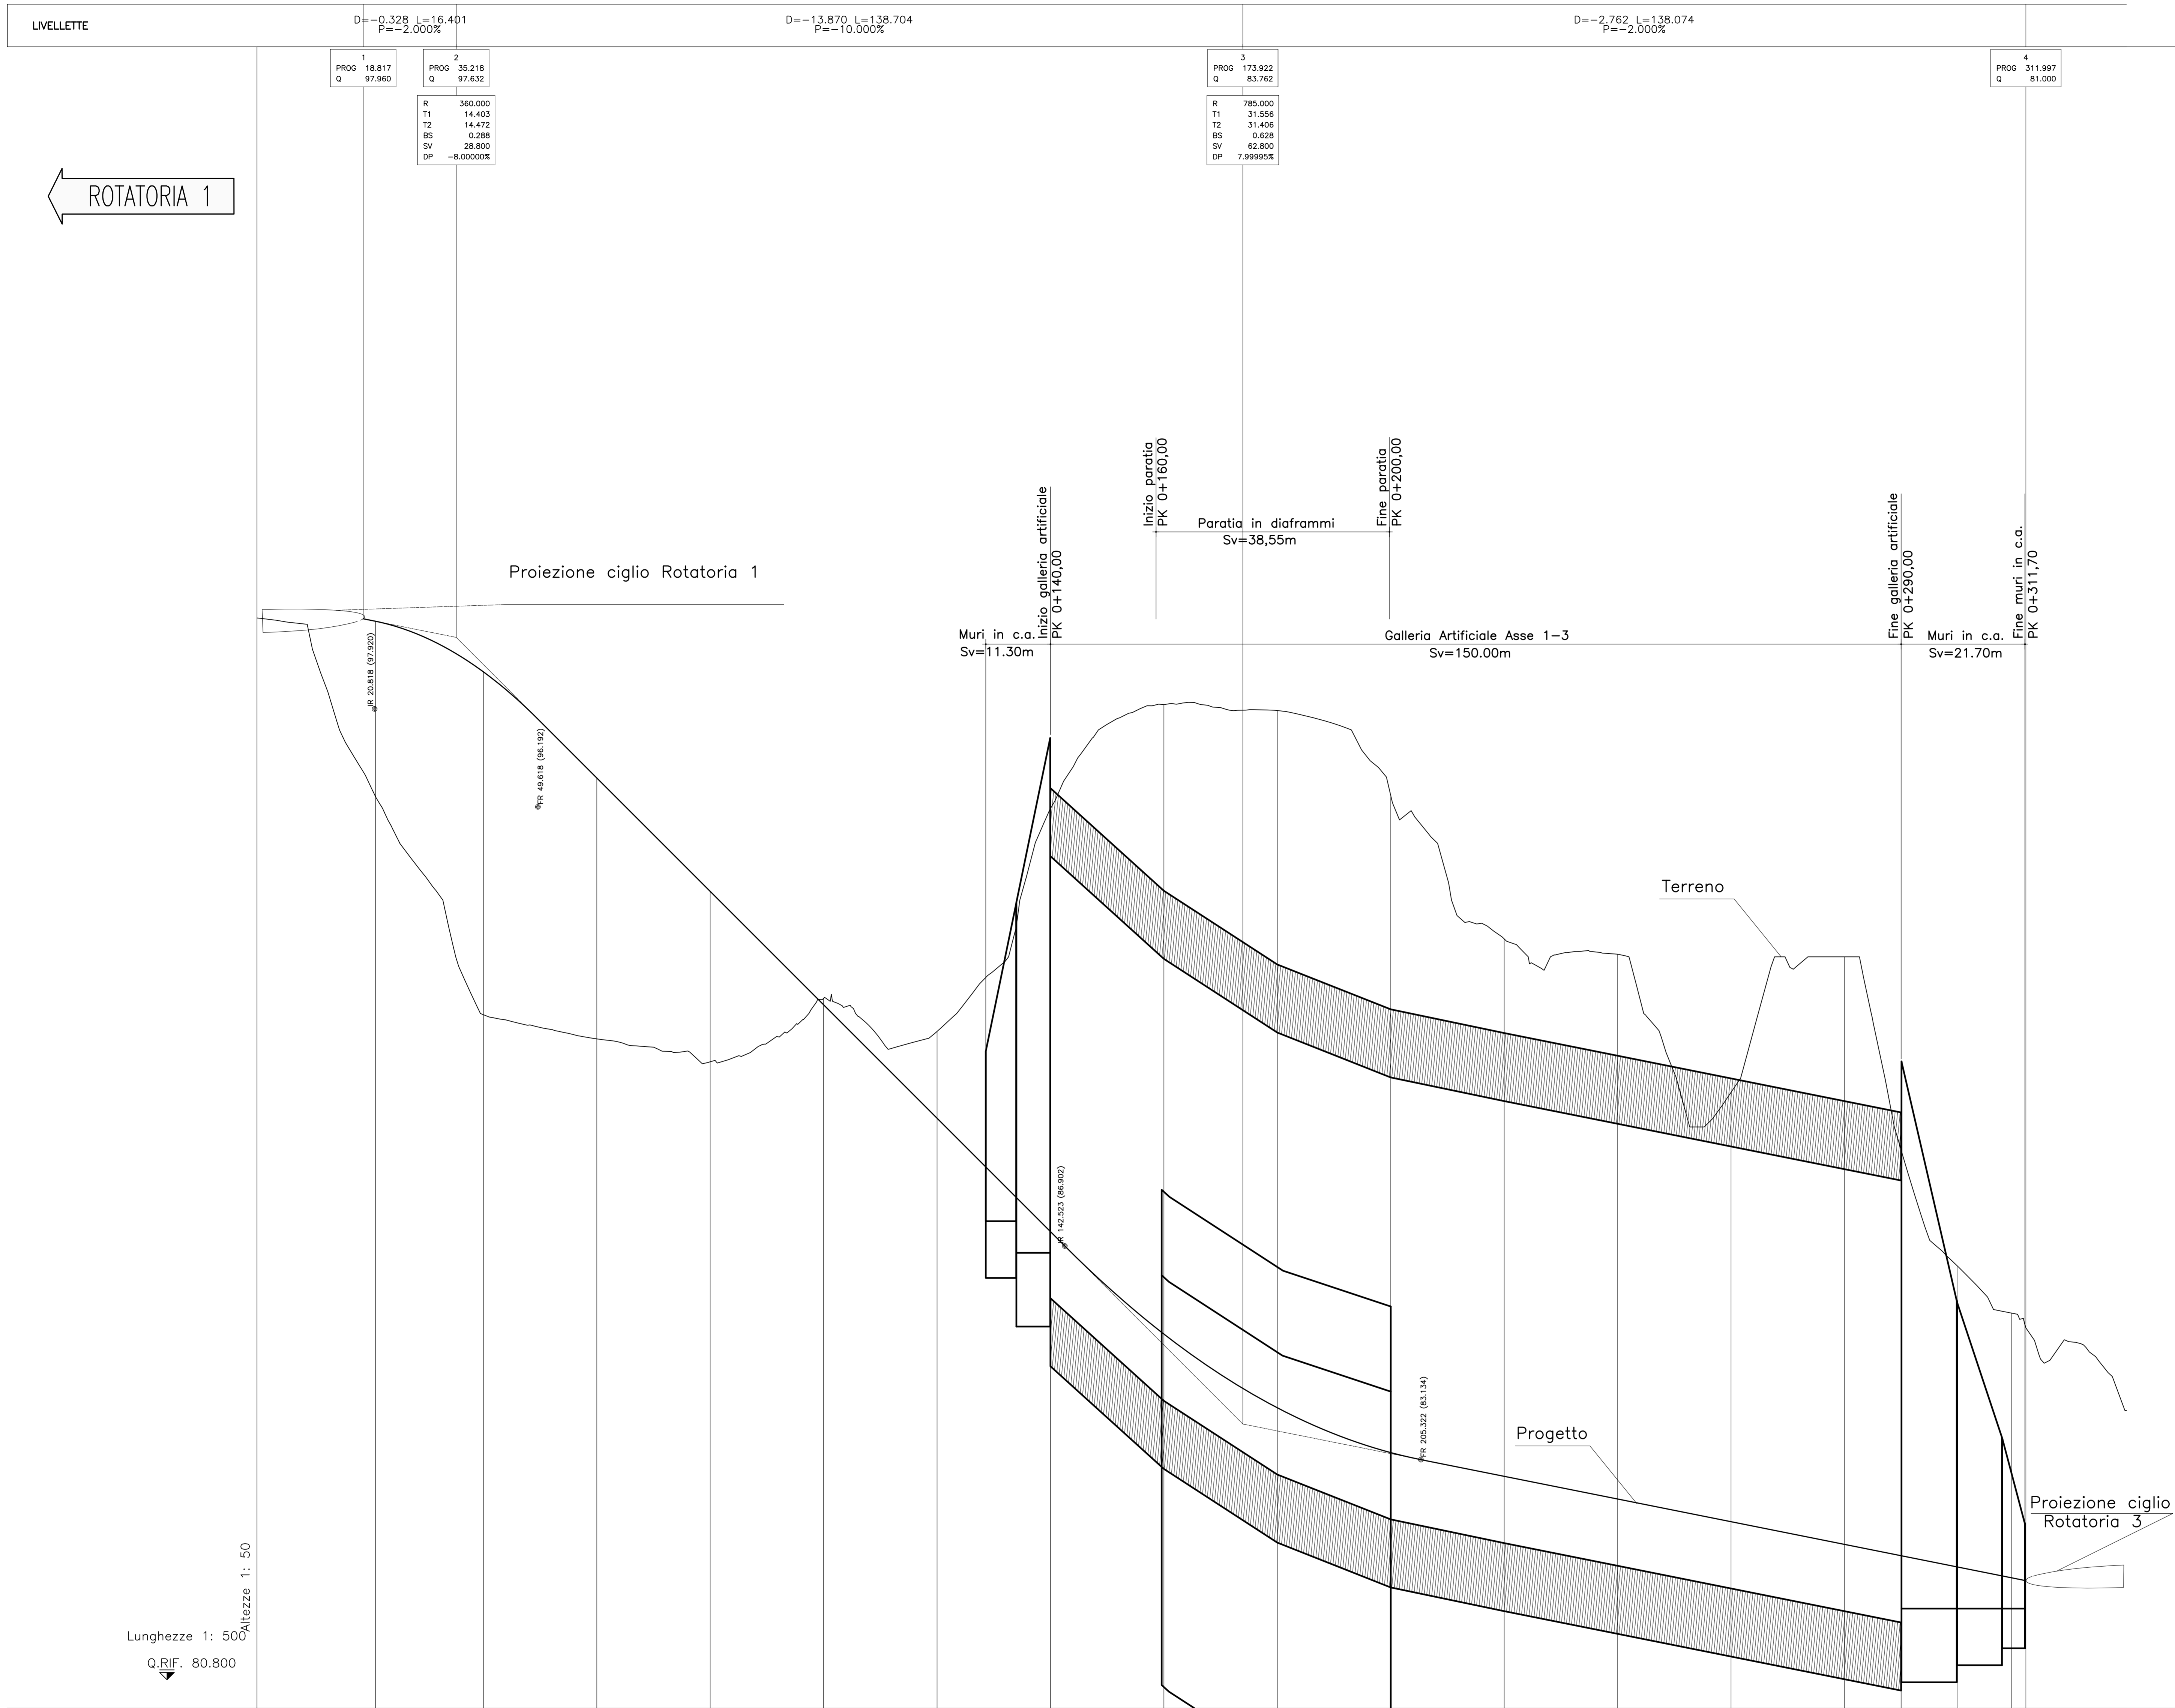 LIVELLETTE
D=−0.328 L=16.401
P=−2.000%
D=−13.870 L=138.704
P=−10.000%
D=−2.762 L=138.074
P=−2.000%
1
PROG 18.817
Q 97.960
2
PROG 35.218
Q 97.632
R 360.000
T1 14.403
T2 14.472
BS 0.288
SV 28.800
DP −8.00000%
3
PROG 173.922
Q 83.762
R 785.000
T1 31.556
T2 31.406
BS 0.628
SV 62.800
DP 7.99995%
4
PROG 311.997
Q 81.000
ROTATORIA 1
Inizio paratia
PK 0+160,00
Fine paratia
PK 0+200,00
Paratia in diaframmi
Sv=38,55m
Inizio galleria artificiale
PK 0+140,00
Fine galleria artificiale
PK 0+290,00
Fine muri in c.a.
PK 0+311,70
Proiezione ciglio Rotatoria 1
Muri in c.a.
Sv=11.30m
Galleria Artificiale Asse 1−3
Sv=150.00m
Muri in c.a.
Sv=21.70m
IR 20.818 (97.920)
FR 49.618 (96.192)
Terreno
IR 142.523 (86.902)
FR 205.322 (83.134)
Progetto
Proiezione ciglio
Rotatoria 3
Altezze 1: 50
Lunghezze 1: 500
Q.RIF. 80.800